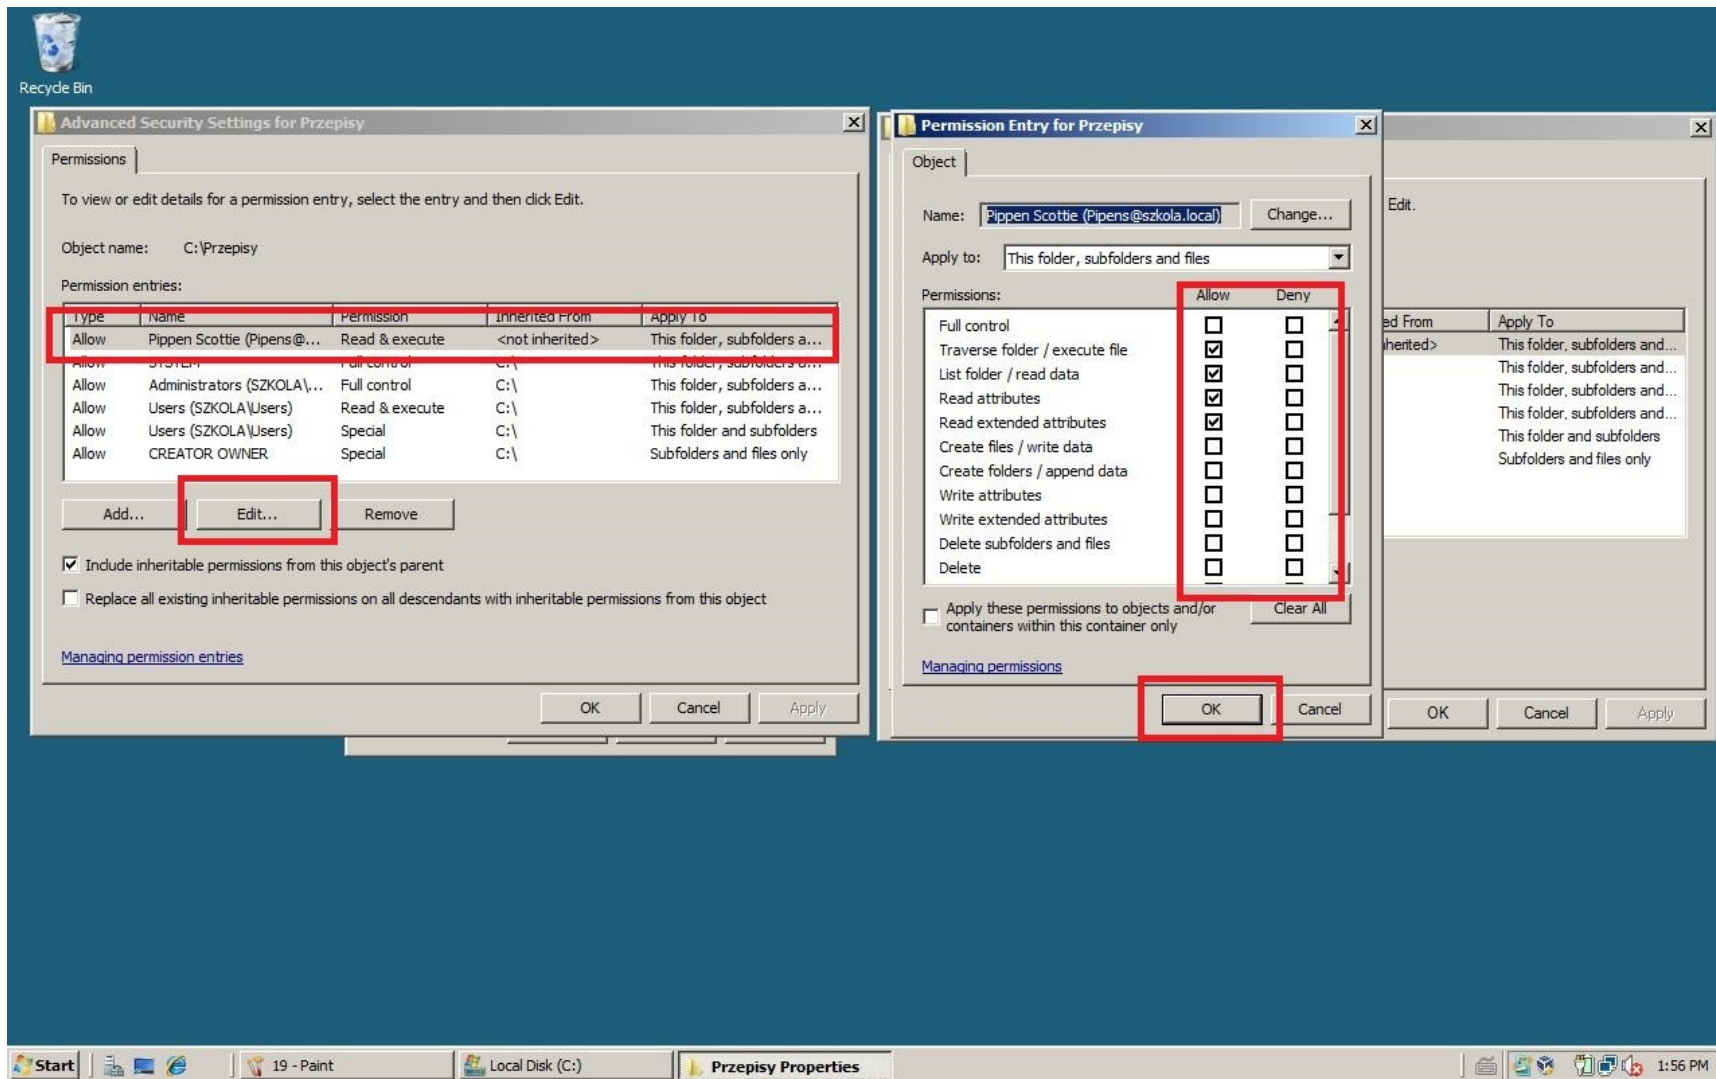 Recycle Bin
Advanced Security Settings for Przepisy
Permissions
To view or edit details for a permission entry, select the entry and then click Edit.
Object name: C:\Przepisy
Permission entries:
Type Name Permission Inherited From Apply To
Allow Pippen Scottie (Pipens@... Read & execute <not inherited> This folder, subfolders a...
Allow SYSTEM Full control C:\ This folder, subfolders a...
Allow Administrators (SZKOLA\... Full control C:\ This folder, subfolders a...
Allow Users (SZKOLA\Users) Read & execute C:\ This folder, subfolders a...
Allow Users (SZKOLA\Users) Special C:\ This folder and subfolders
Allow CREATOR OWNER Special C:\ Subfolders and files only
Add... Edit... Remove
Include inheritable permissions from this object's parent
Replace all existing inheritable permissions on all descendants with inheritable permissions from this object
Managing permission entries
OK Cancel Apply
Permission Entry for Przepisy
Object
Name: Pippen Scottie (Pipens@szkola.local) Change...
Apply to: This folder, subfolders and files
Permissions: Allow Deny
Full control
Traverse folder / execute file
List folder / read data
Read attributes
Read extended attributes
Create files / write data
Create folders / append data
Write attributes
Write extended attributes
Delete subfolders and files
Delete
Apply these permissions to objects and/or
containers within this container only
Clear All
Managing permissions
OK Cancel
Edit.
ed From Apply To
nherited> This folder, subfolders and...
This folder, subfolders and...
This folder, subfolders and...
This folder, subfolders and...
This folder and subfolders
Subfolders and files only
OK Cancel Apply
Start 19 - Paint Local Disk (C:) Przepisy Properties 1:56 PM